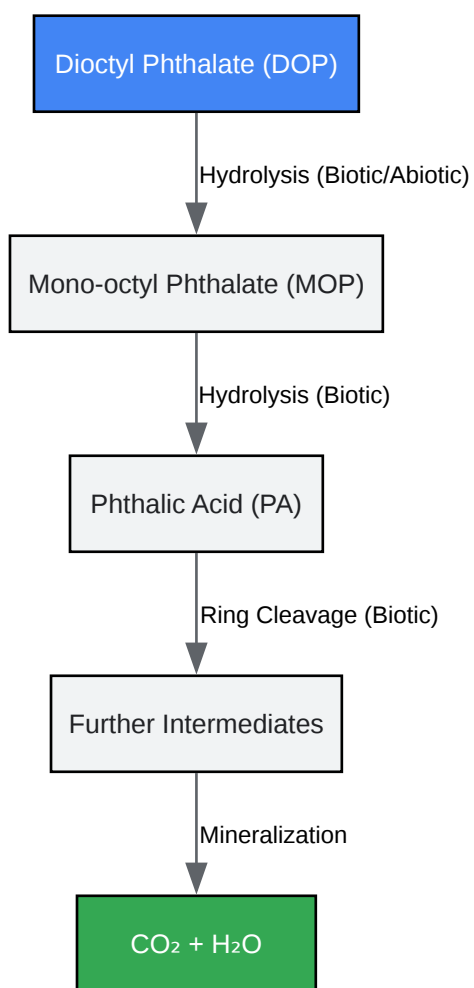 Dioctyl Phthalate (DOP)
Hydrolysis (Biotic/Abiotic)
Mono-octyl Phthalate (MOP)
Hydrolysis (Biotic)
Phthalic Acid (PA)
Ring Cleavage (Biotic)
Further Intermediates
Mineralization
CO₂ + H₂O